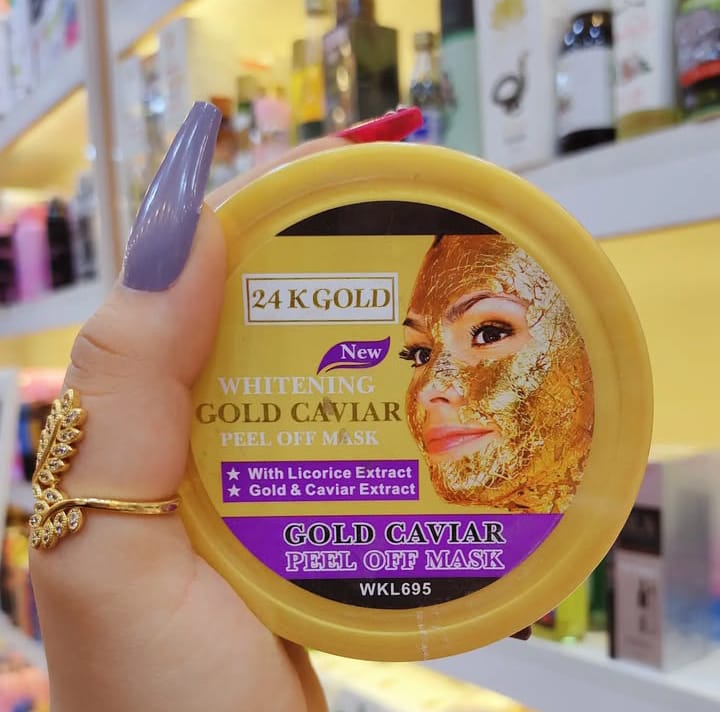 24 K GOLD
New
WHITENING
GOLD CAVIAR
PEEL OFF MASK
★ With Licorice Extract
★ Gold & Caviar Extract
GOLD CAVIAR
PEEL OFF MASK
WKL695